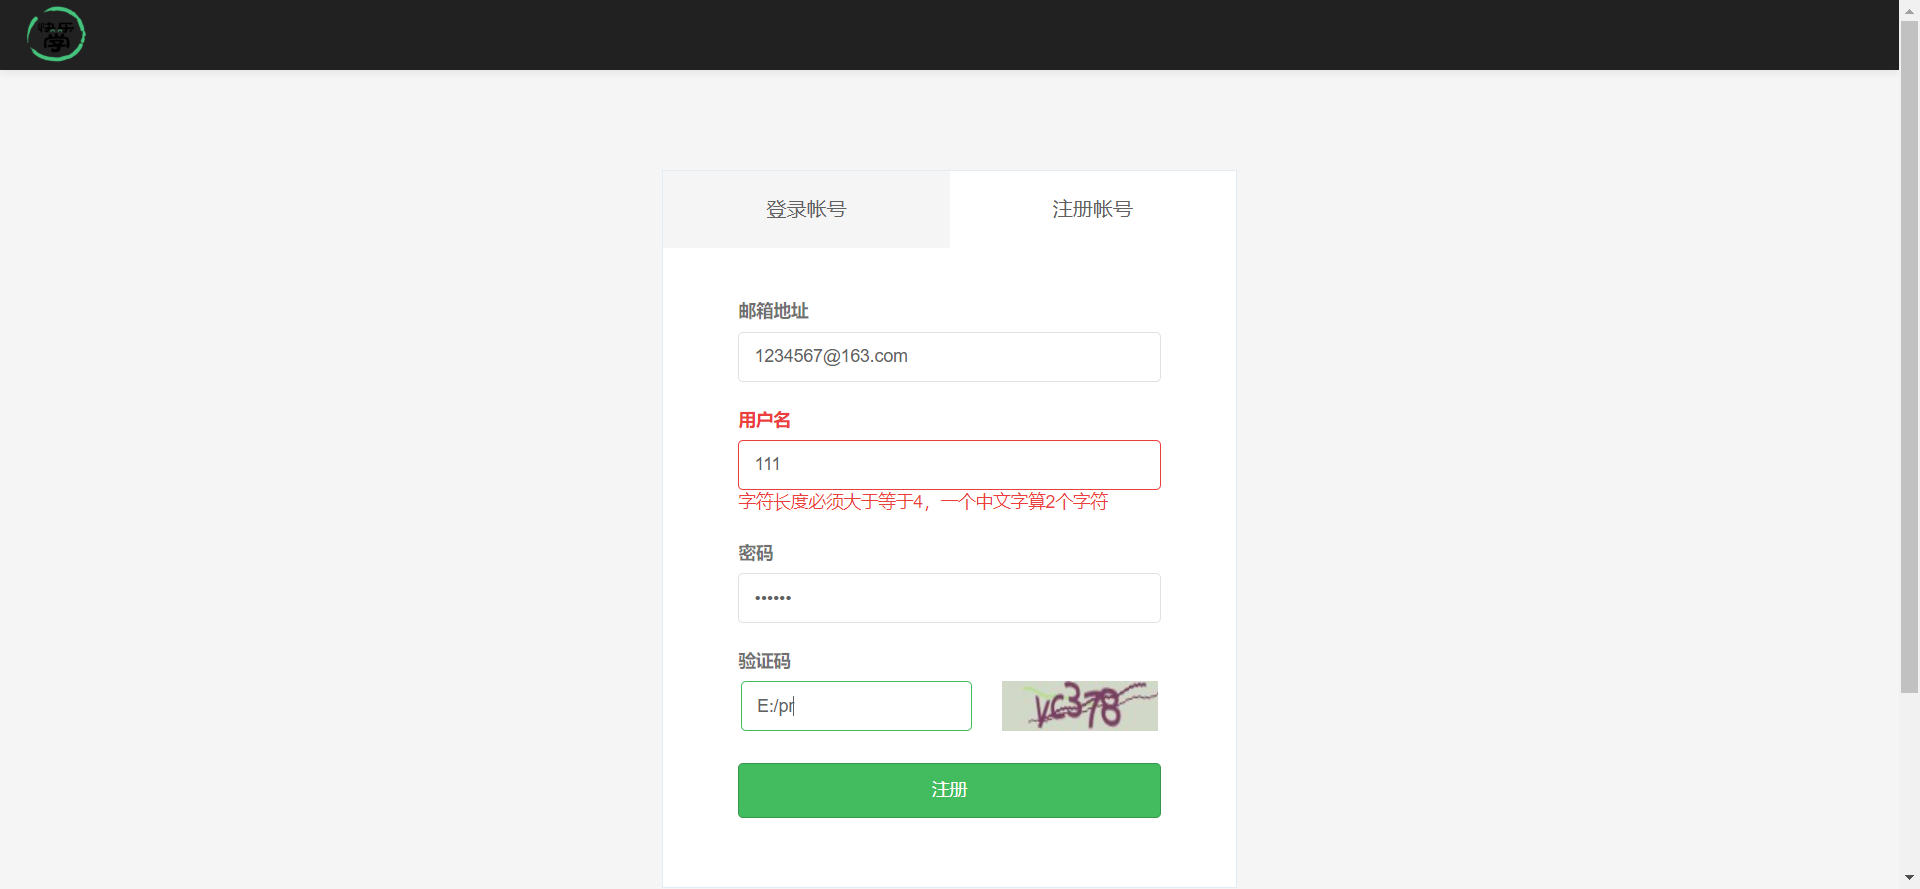 快乐
學
登录帐号
注册帐号
邮箱地址
1234567@163.com
用户名
111
字符长度必须大于等于4，一个中文字算2个字符
密码
••••••
验证码
E:/pr
vc378
注册